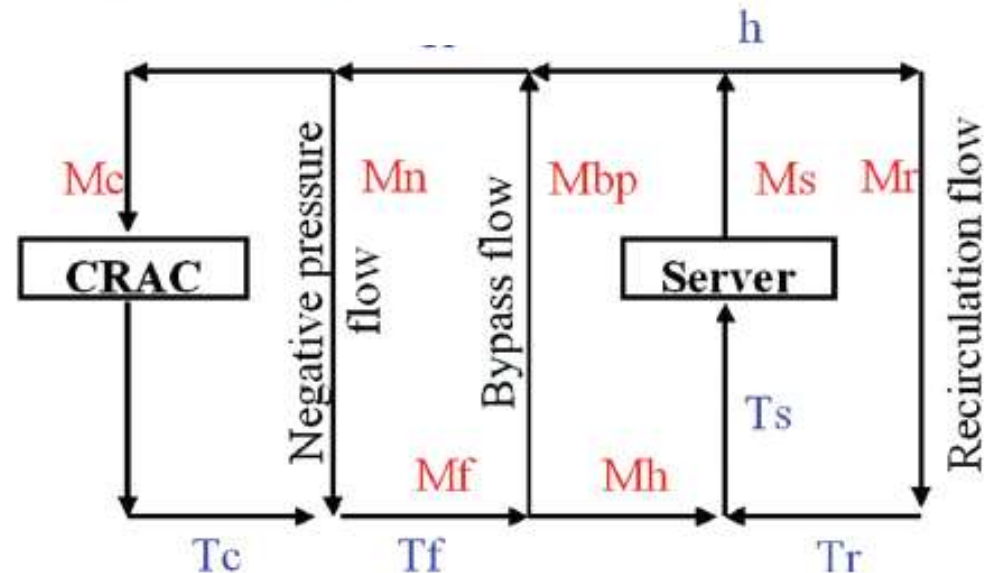 h
Mc
Mn
Mbp
Ms
Mr
Negative pressure
flow
Bypass flow
Recirculation flow
CRAC
Server
Ts
Mf
Mh
Tc
Tf
Tr